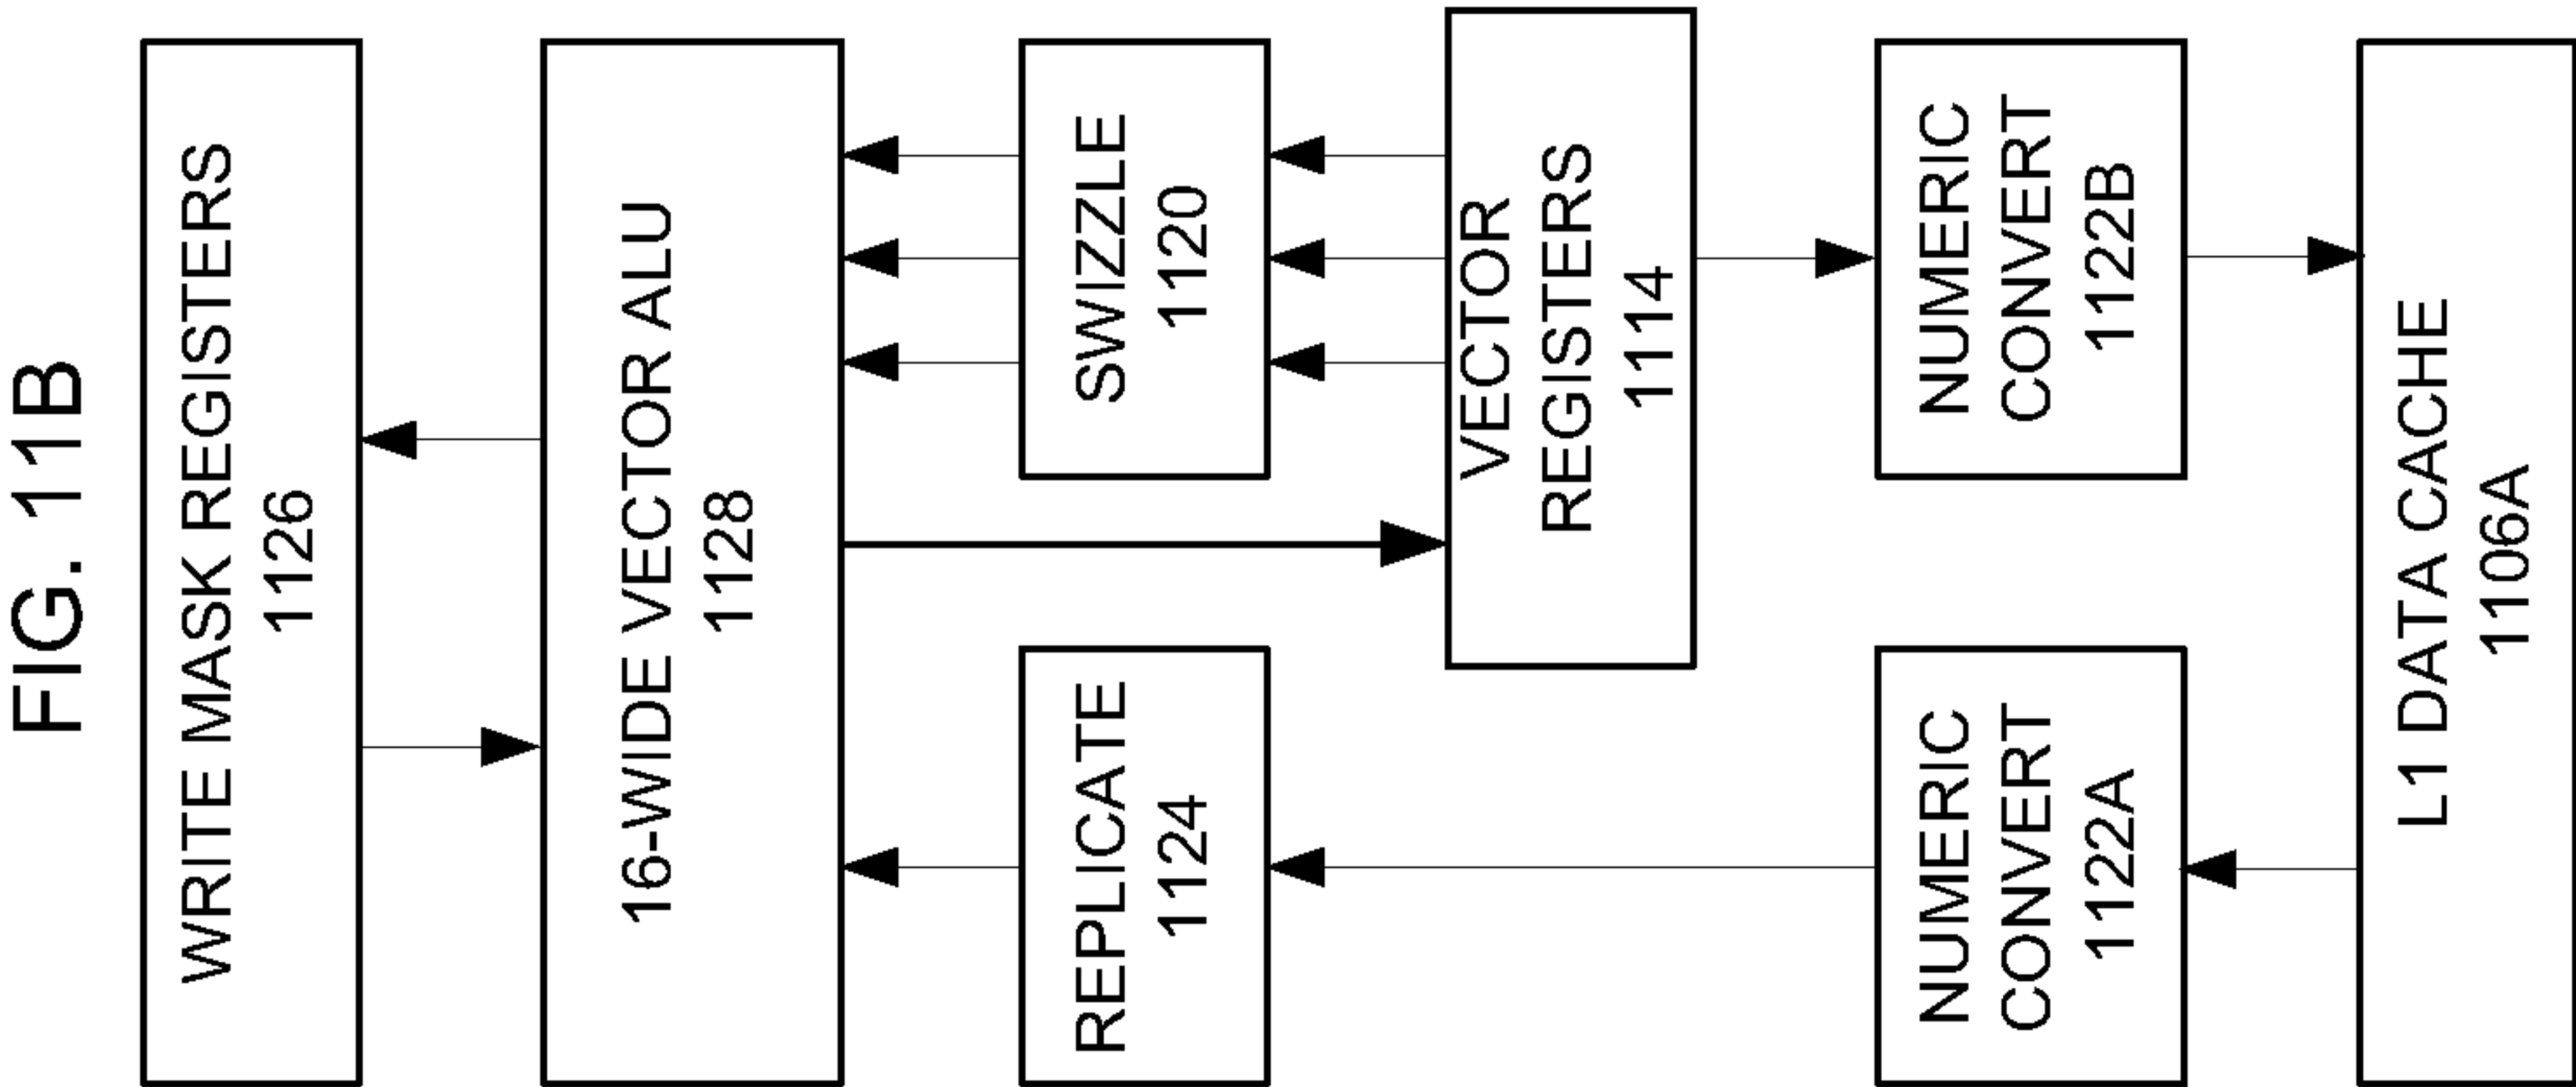 FIG. 11B
WRITE MASK REGISTERS
1126
16-WIDE VECTOR ALU
1128
REPLICATE
1124
SWIZZLE
1120
VECTOR
REGISTERS
1114
NUMERIC
CONVERT
1122A
NUMERIC
CONVERT
1122B
L1 DATA CACHE
1106A